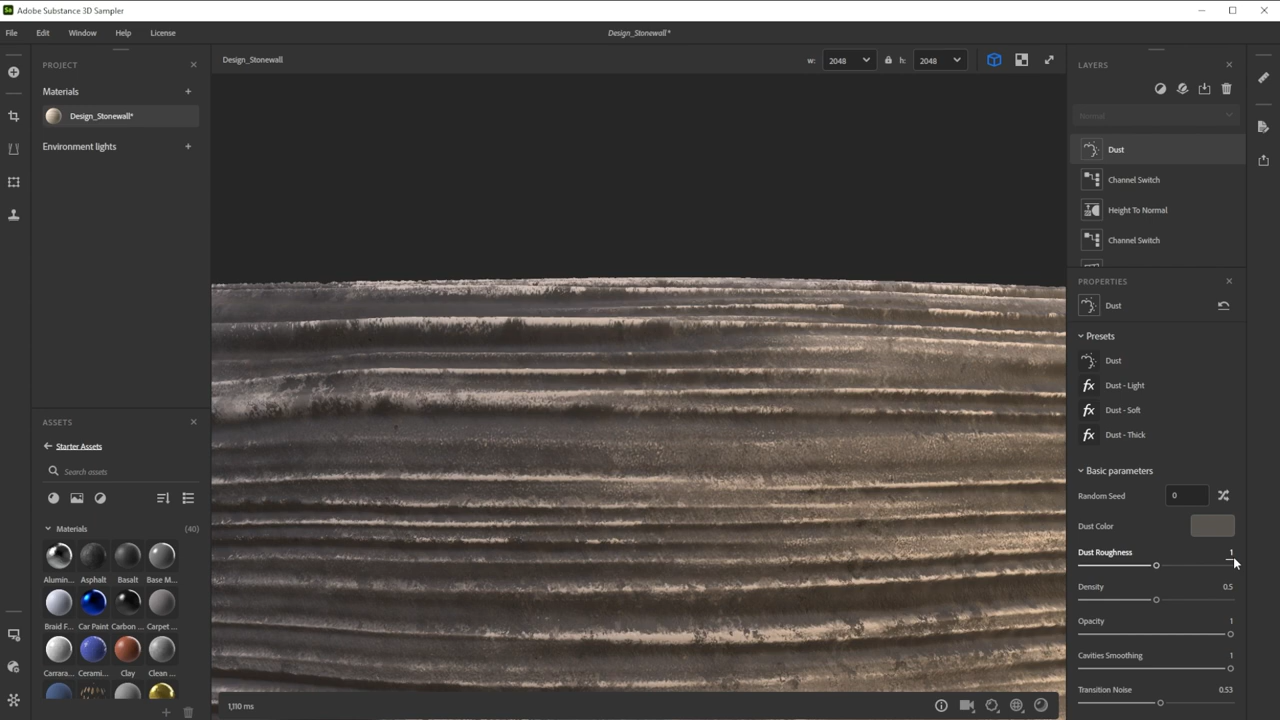 Adobe Substance 3D Sampler
File Edit Window Help License
Design_Stonewall*
PROJECT
Materials
Design_Stonewall*
Environment lights
ASSETS
Starter Assets
Search assets
Materials (40)
Alumin... Asphalt Basalt Base M...
Braid F... Car Paint Carbon ... Carpet ...
Carrara... Cerami... Clay Clean ...
Design_Stonewall
w: 2048 h: 2048
1,110 ms
LAYERS
Normal
Dust
Channel Switch
Height To Normal
Channel Switch
PROPERTIES
Dust
Presets
Dust
fx Dust - Light
fx Dust - Soft
fx Dust - Thick
Basic parameters
Random Seed 0
Dust Color
Dust Roughness 1
Density 0.5
Opacity 1
Cavities Smoothing 1
Transition Noise 0.53